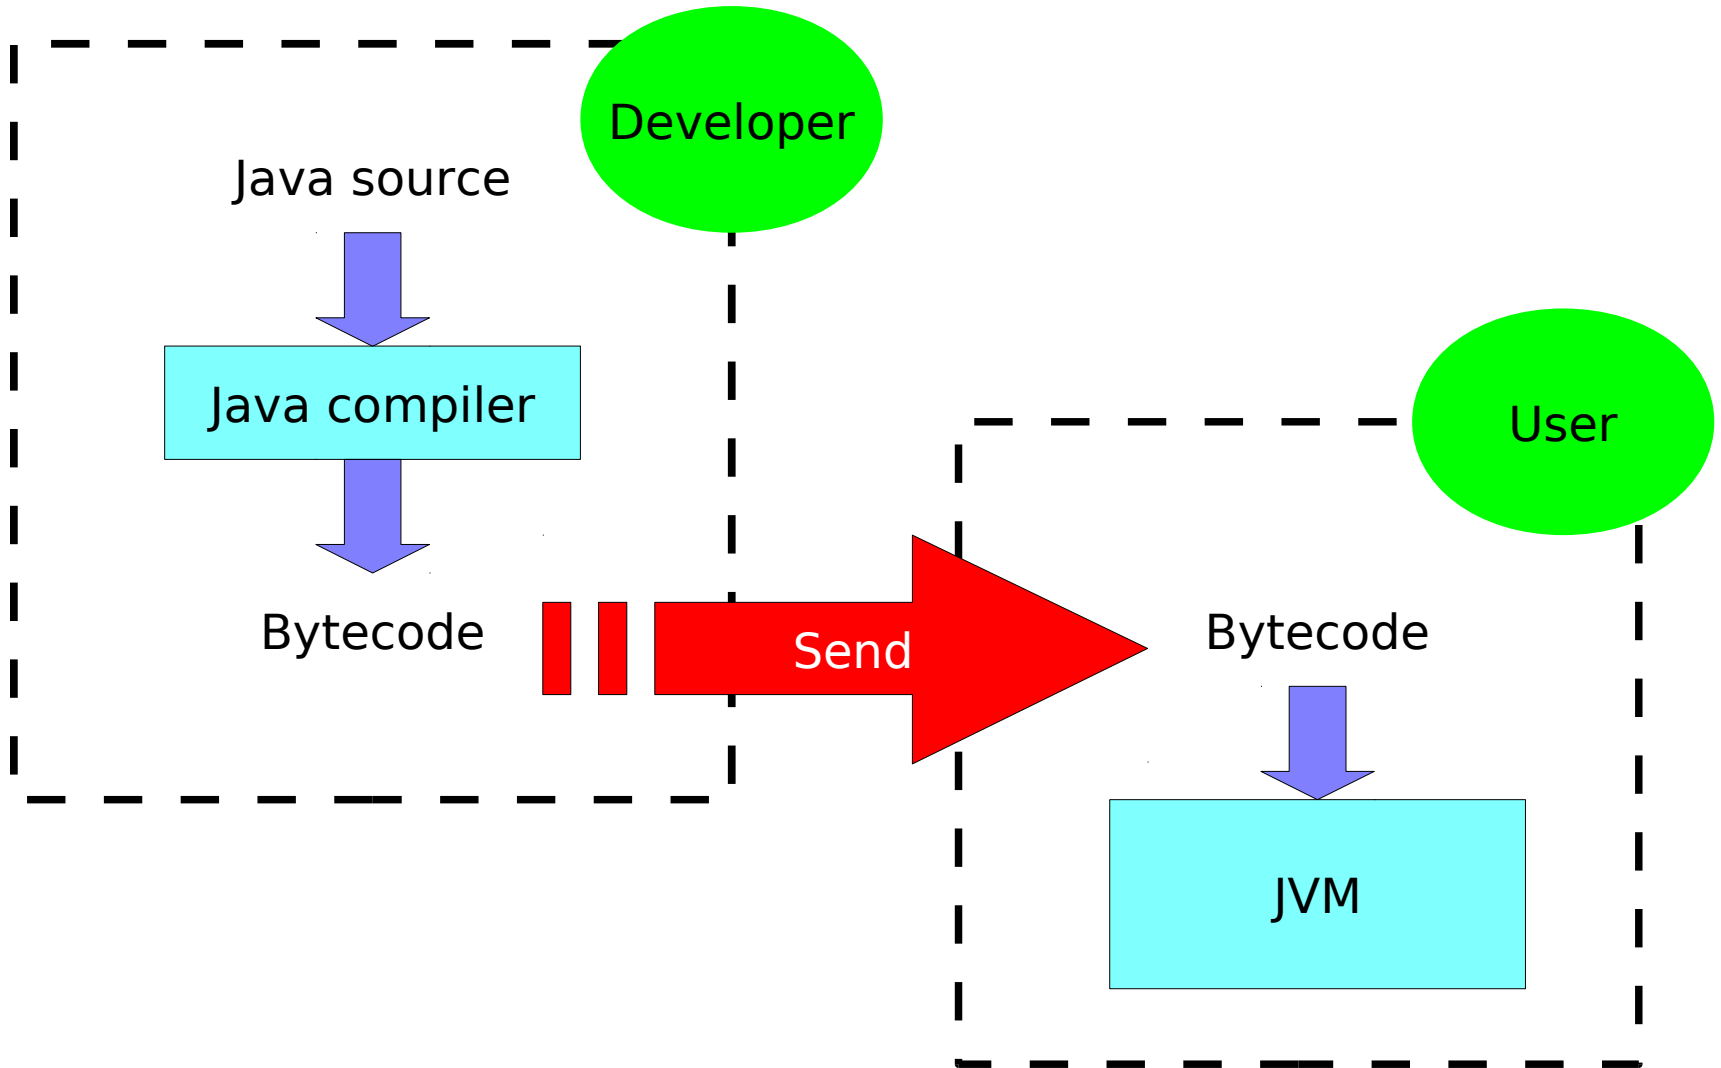 Developer
Java source
Java compiler
Bytecode
Send
User
Bytecode
JVM